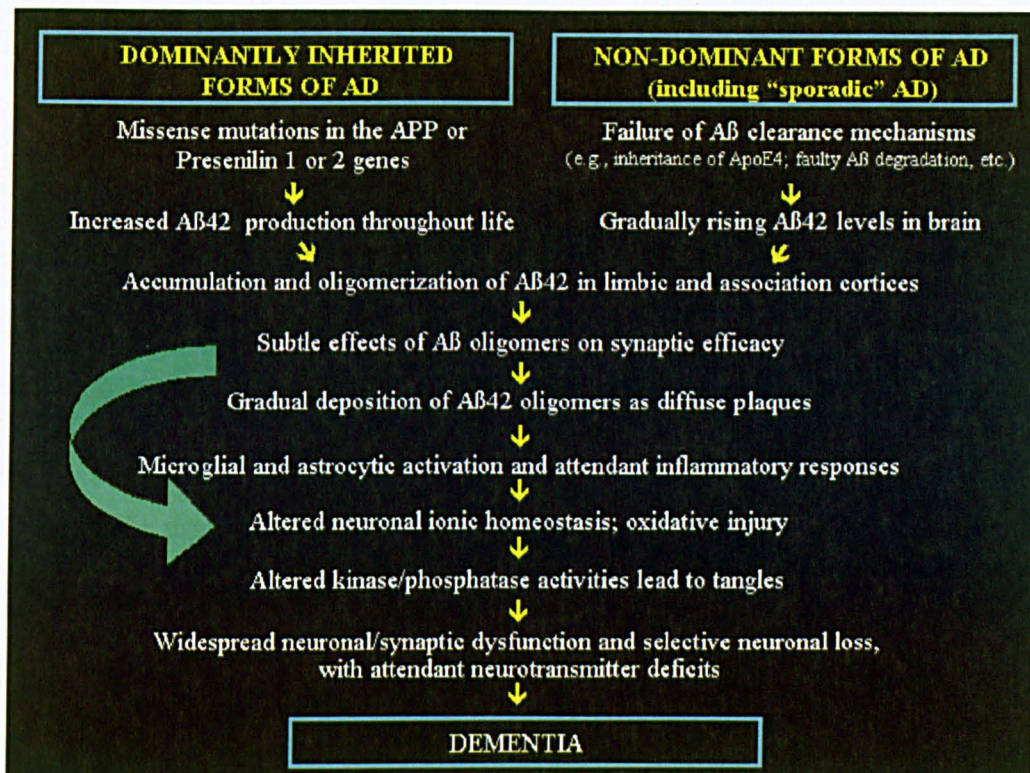 DOMINANTLY INHERITED
FORMS OF AD
NON-DOMINANT FORMS OF AD
(including “sporadic” AD)
Missense mutations in the APP or
Presenilin 1 or 2 genes
Failure of Aß clearance mechanisms
(e.g., inheritance of ApoE4; faulty Aß degradation, etc.)
Increased Aß42 production throughout life
Gradually rising Aß42 levels in brain
Accumulation and oligomerization of Aß42 in limbic and association cortices
Subtle effects of Aß oligomers on synaptic efficacy
Gradual deposition of Aß42 oligomers as diffuse plaques
Microglial and astrocytic activation and attendant inflammatory responses
Altered neuronal ionic homeostasis; oxidative injury
Altered kinase/phosphatase activities lead to tangles
Widespread neuronal/synaptic dysfunction and selective neuronal loss,
with attendant neurotransmitter deficits
DEMENTIA